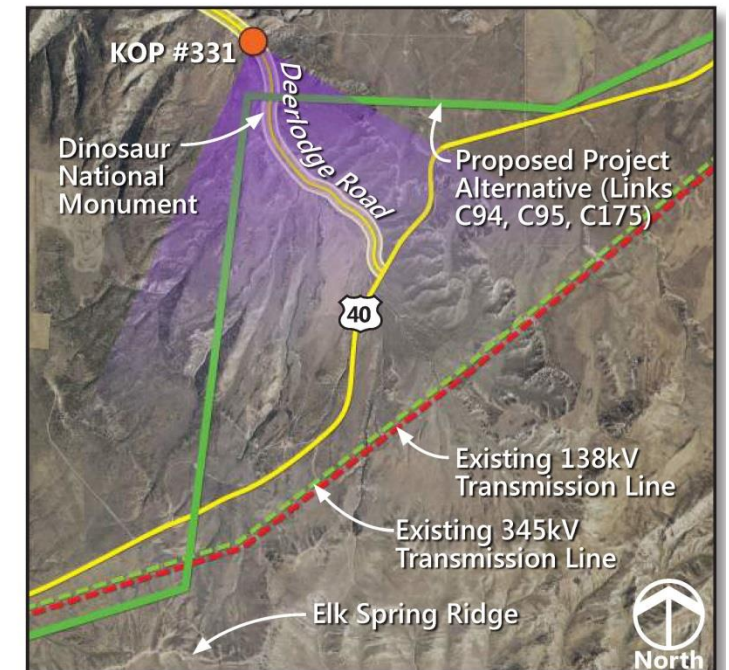 KOP #331
Deerlodge Road
Dinosaur
National
Monument
Proposed Project
Alternative (Links
C94, C95, C175)
40
Existing 138kV
Transmission Line
Existing 345kV
Transmission Line
Elk Spring Ridge
North